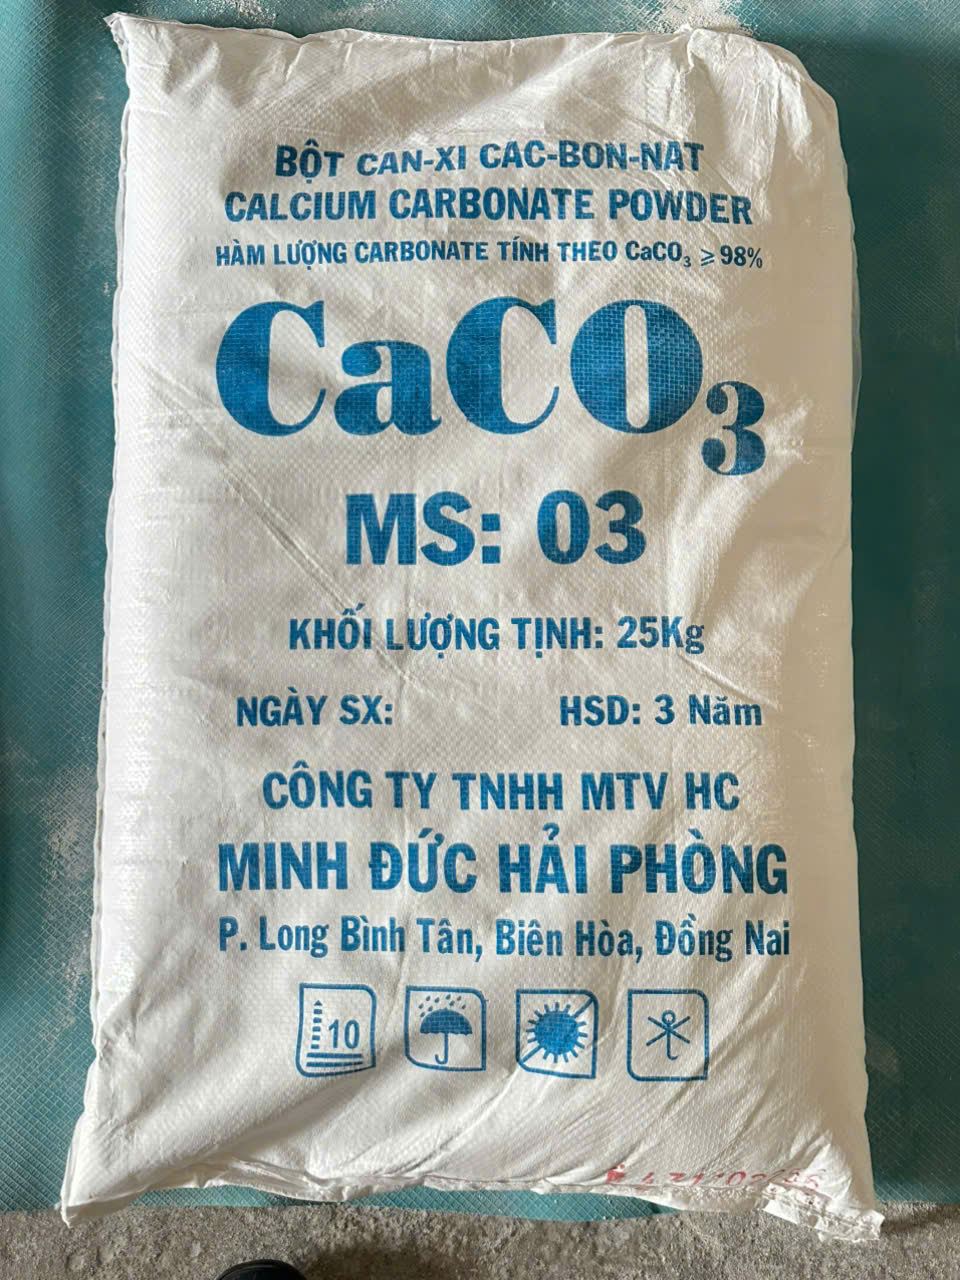 BỘT CAN-XI CAC-BON-NAT
CALCIUM CARBONATE POWDER
HÀM LƯỢNG CARBONATE TÍNH THEO CaCO₃ ≥ 98%
CaCO₃
MS: 03
KHỐI LƯỢNG TỊNH: 25Kg
NGÀY SX: HSD: 3 Năm
CÔNG TY TNHH MTV HC
MINH ĐỨC HẢI PHÒNG
P. Long Bình Tân, Biên Hòa, Đồng Nai
10